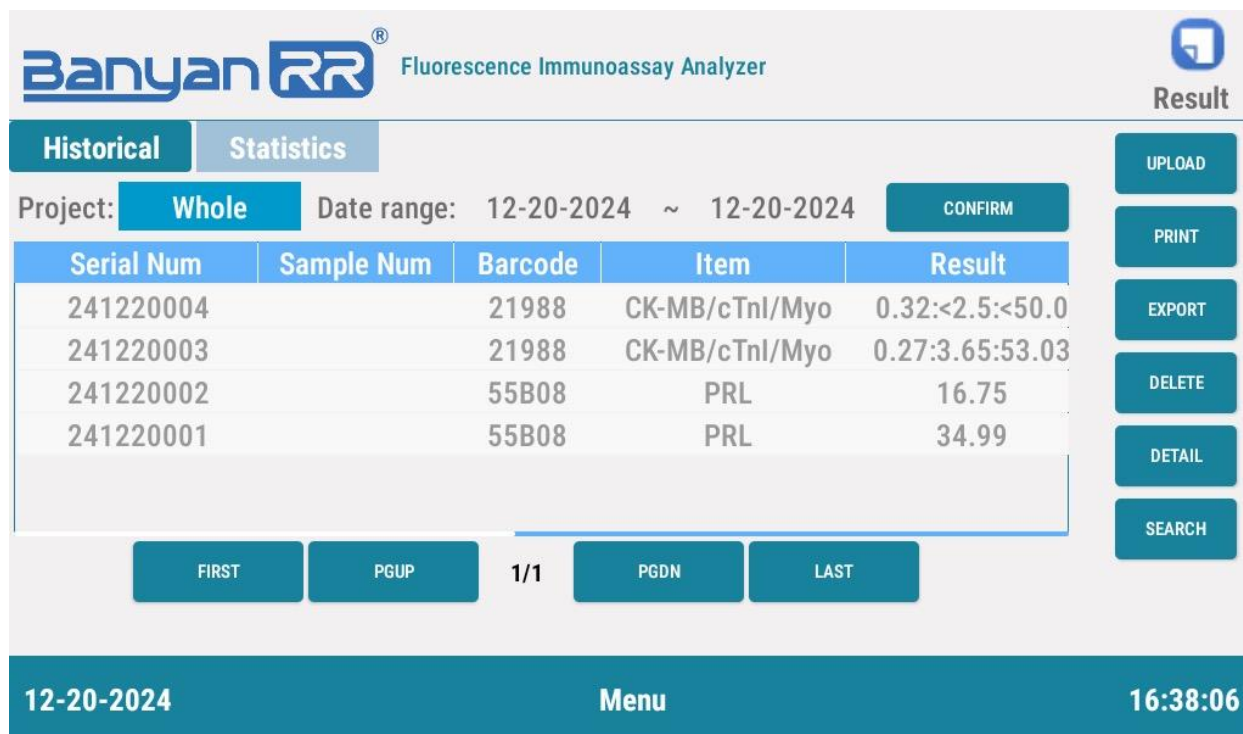 Banyan RR® Fluorescence Immunoassay Analyzer
Result
Historical Statistics
Project: Whole Date range: 12-20-2024 ~ 12-20-2024 CONFIRM
Serial Num Sample Num Barcode Item Result
241220004 21988 CK-MB/cTnI/Myo 0.32:<2.5:<50.0
241220003 21988 CK-MB/cTnI/Myo 0.27:3.65:53.03
241220002 55B08 PRL 16.75
241220001 55B08 PRL 34.99
UPLOAD
PRINT
EXPORT
DELETE
DETAIL
SEARCH
FIRST PGUP 1/1 PGDN LAST
12-20-2024 Menu 16:38:06